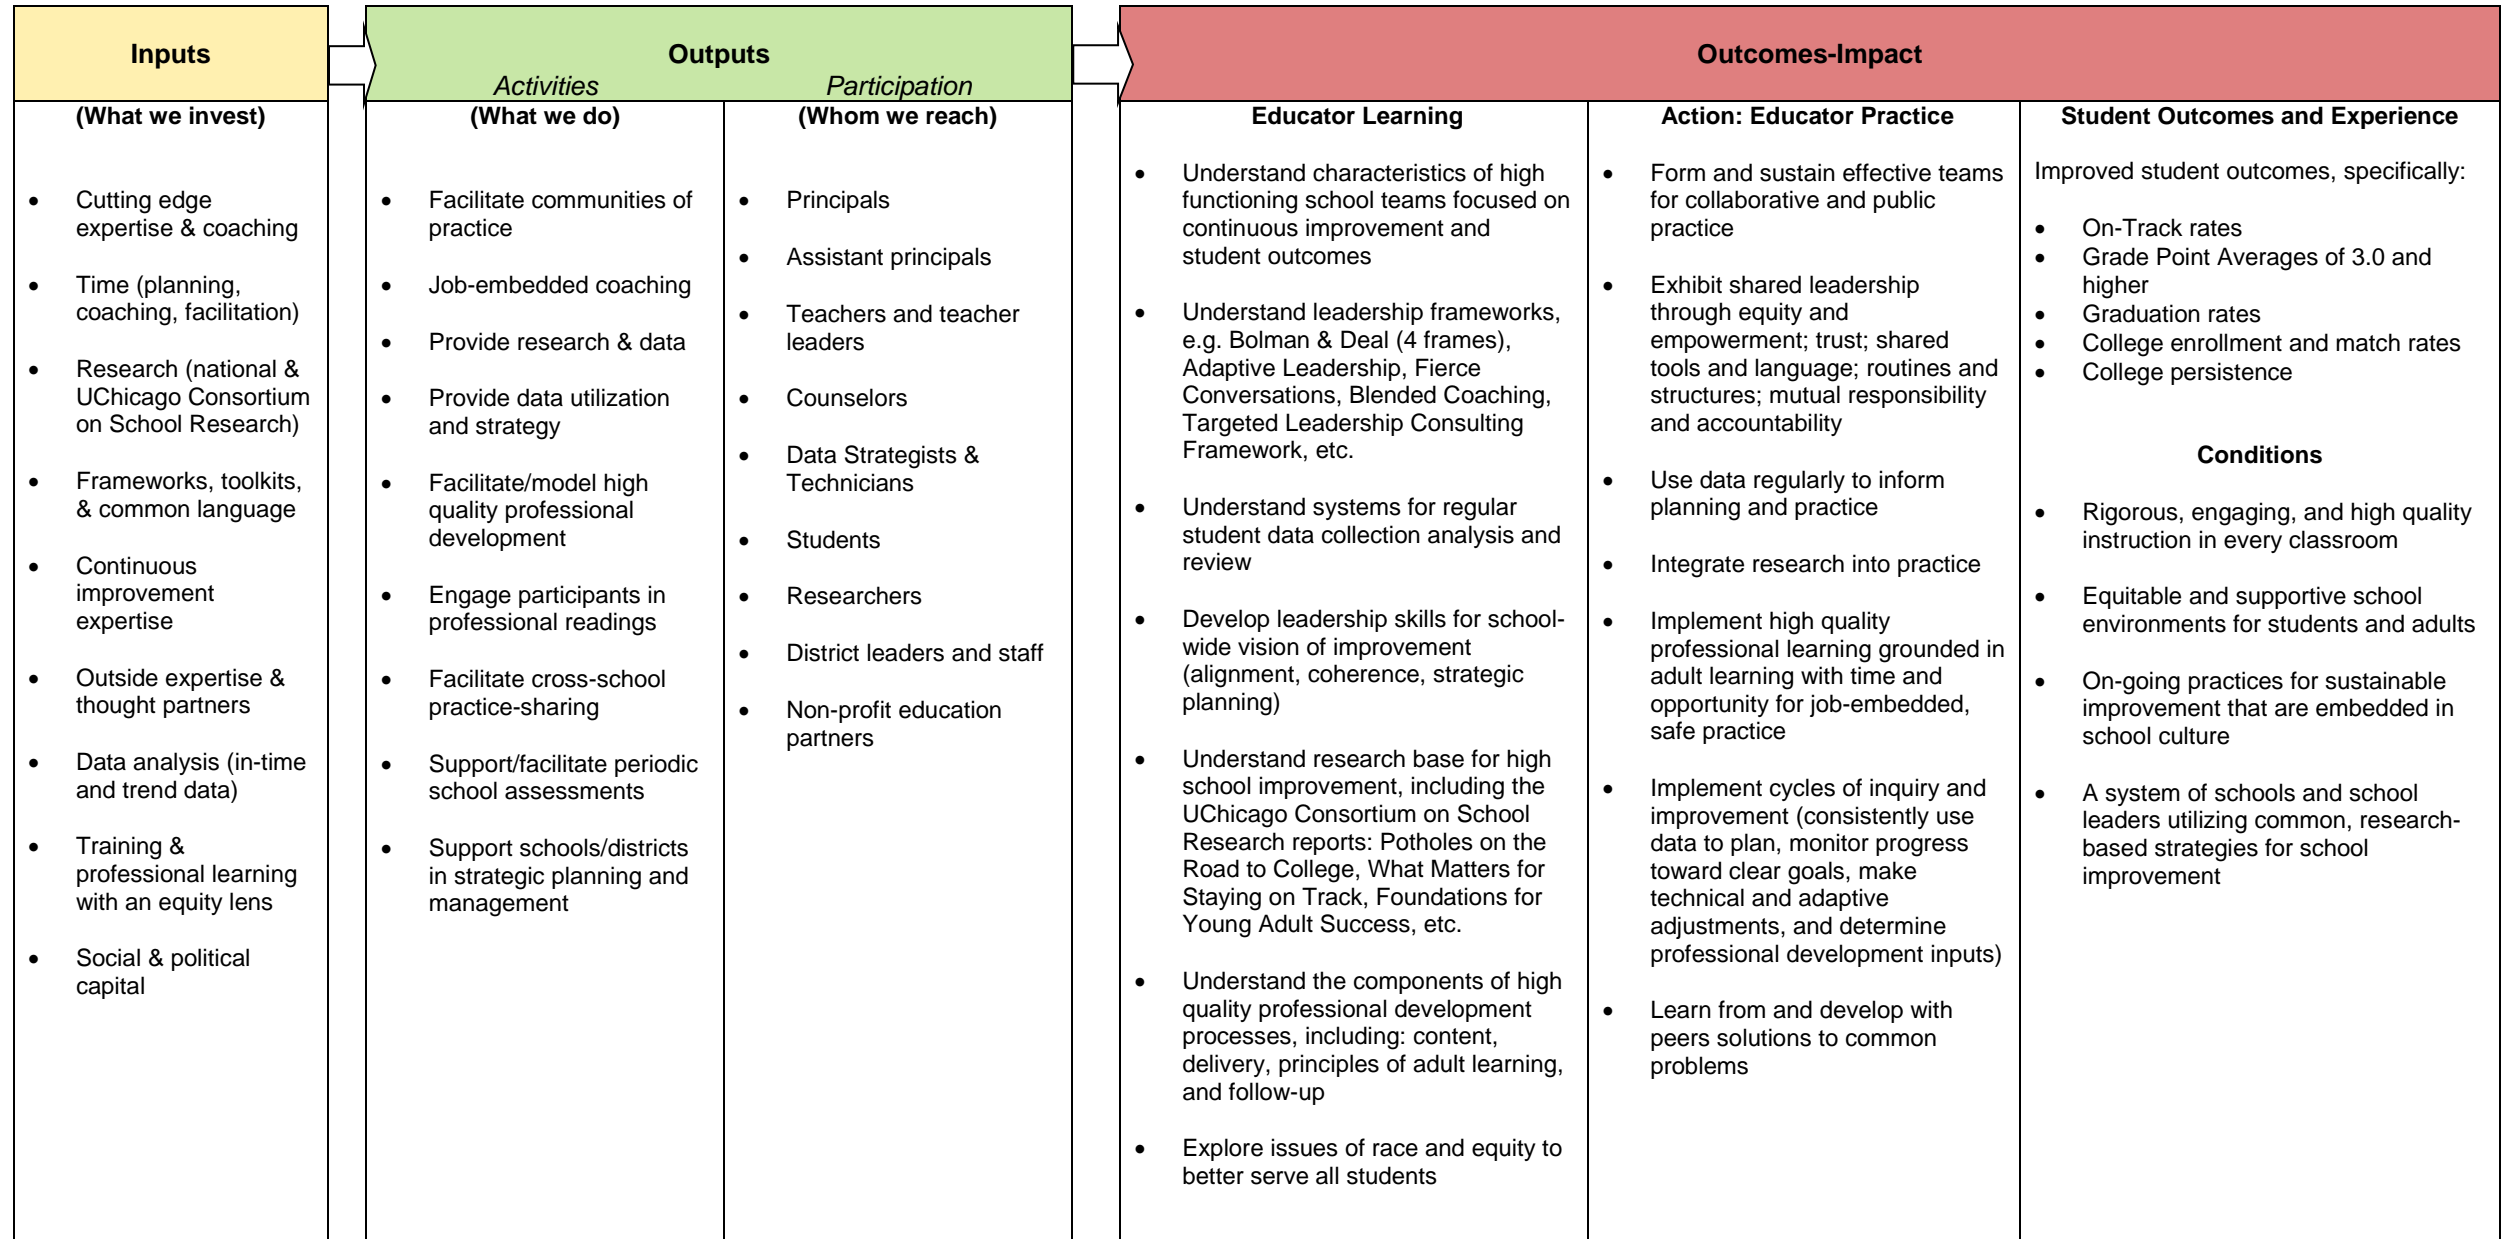 Inputs
Outputs
Activities
Participation
Outcomes-Impact
(What we invest)
Cutting edge
expertise & coaching
Time (planning,
coaching, facilitation)
Research (national &
UChicago Consortium
on School Research)
Frameworks, toolkits,
& common language
Continuous
improvement
expertise
Outside expertise &
thought partners
Data analysis (in-time
and trend data)
Training &
professional learning
with an equity lens
Social & political
capital
(What we do)
Facilitate communities of
practice
Job-embedded coaching
Provide research & data
Provide data utilization
and strategy
Facilitate/model high
quality professional
development
Engage participants in
professional readings
Facilitate cross-school
practice-sharing
Support/facilitate periodic
school assessments
Support schools/districts
in strategic planning and
management
(Whom we reach)
Principals
Assistant principals
Teachers and teacher
leaders
Counselors
Data Strategists &
Technicians
Students
Researchers
District leaders and staff
Non-profit education
partners
Educator Learning
Understand characteristics of high
functioning school teams focused on
continuous improvement and
student outcomes
Understand leadership frameworks,
e.g. Bolman & Deal (4 frames),
Adaptive Leadership, Fierce
Conversations, Blended Coaching,
Targeted Leadership Consulting
Framework, etc.
Understand systems for regular
student data collection analysis and
review
Develop leadership skills for school-
wide vision of improvement
(alignment, coherence, strategic
planning)
Understand research base for high
school improvement, including the
UChicago Consortium on School
Research reports: Potholes on the
Road to College, What Matters for
Staying on Track, Foundations for
Young Adult Success, etc.
Understand the components of high
quality professional development
processes, including: content,
delivery, principles of adult learning,
and follow-up
Explore issues of race and equity to
better serve all students
Action: Educator Practice
Form and sustain effective teams
for collaborative and public
practice
Exhibit shared leadership
through equity and
empowerment; trust; shared
tools and language; routines and
structures; mutual responsibility
and accountability
Use data regularly to inform
planning and practice
Integrate research into practice
Implement high quality
professional learning grounded in
adult learning with time and
opportunity for job-embedded,
safe practice
Implement cycles of inquiry and
improvement (consistently use
data to plan, monitor progress
toward clear goals, make
technical and adaptive
adjustments, and determine
professional development inputs)
Learn from and develop with
peers solutions to common
problems
Student Outcomes and Experience
Improved student outcomes, specifically:
On-Track rates
Grade Point Averages of 3.0 and
higher
Graduation rates
College enrollment and match rates
College persistence
Conditions
Rigorous, engaging, and high quality
instruction in every classroom
Equitable and supportive school
environments for students and adults
On-going practices for sustainable
improvement that are embedded in
school culture
A system of schools and school
leaders utilizing common, research-
based strategies for school
improvement